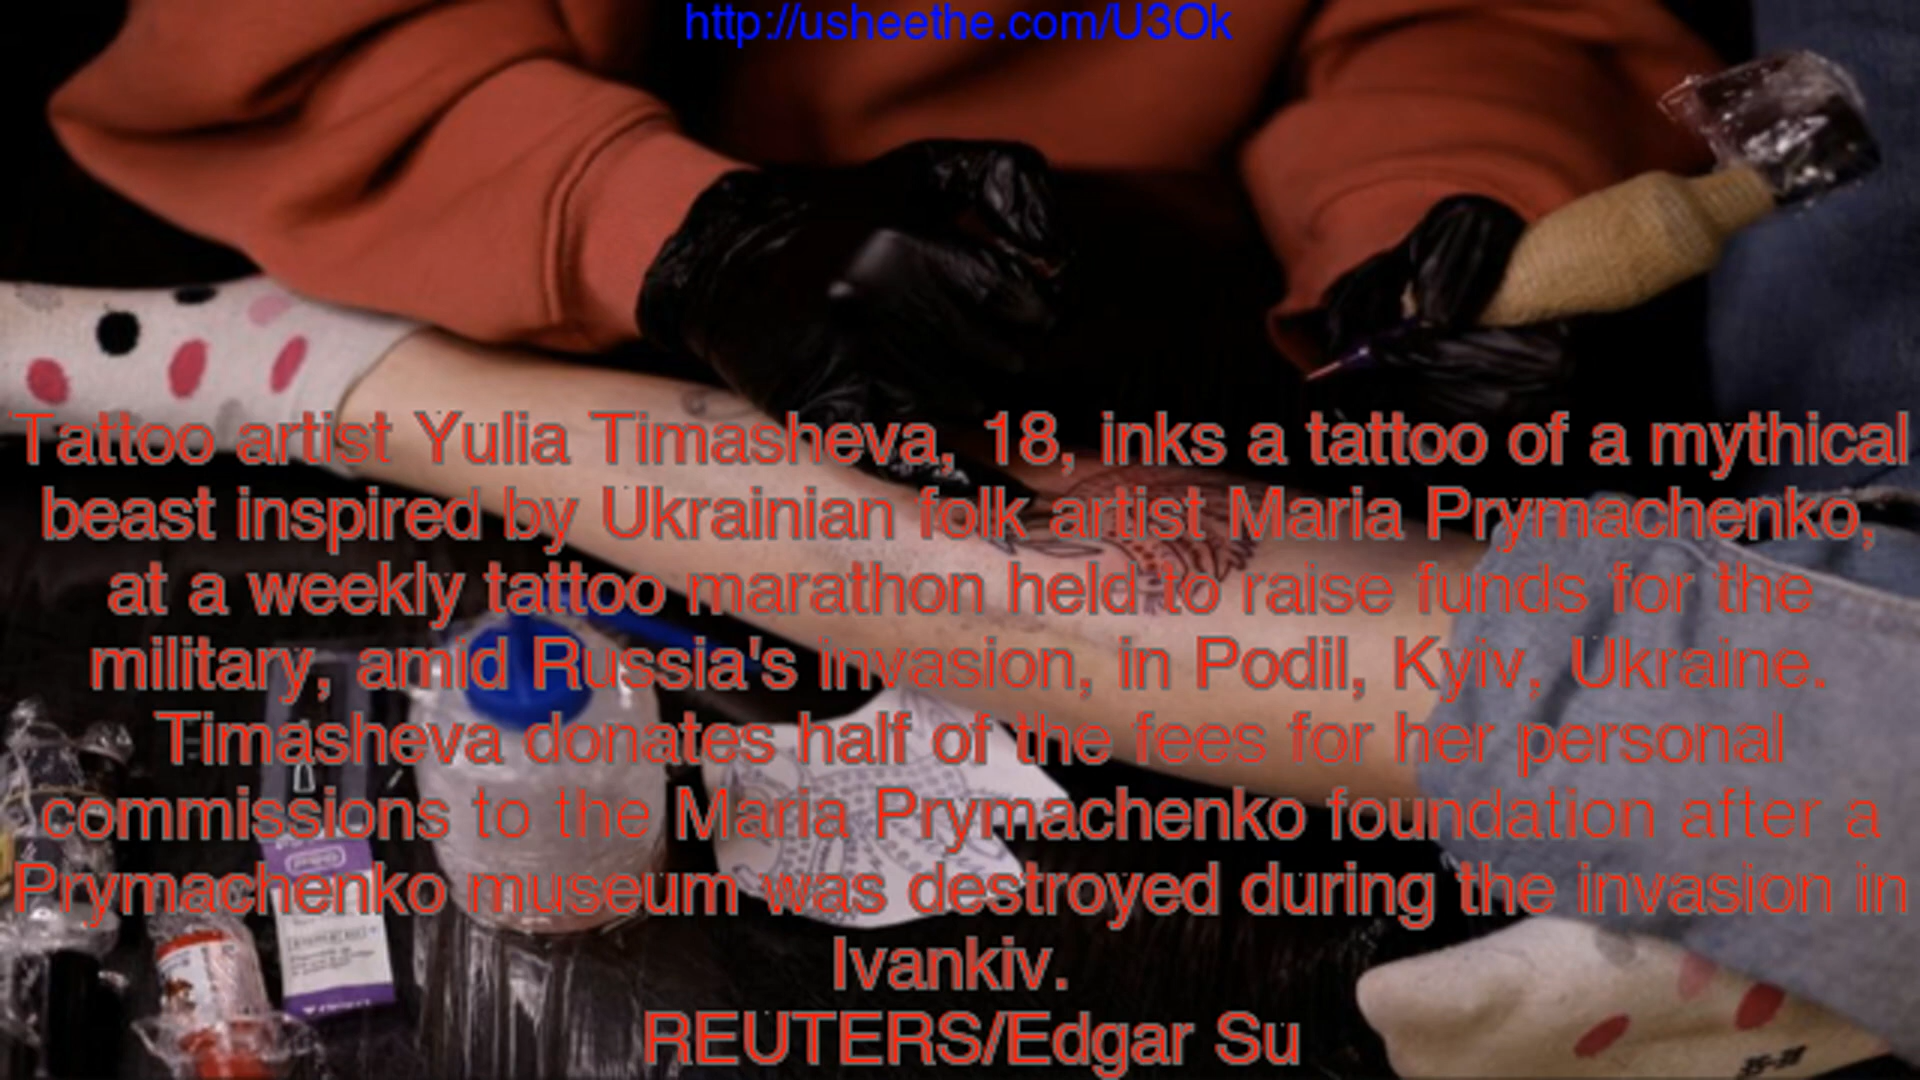 http://usheethe.com/U3Ok
Tattoo artist Yulia Timasheva, 18, inks a tattoo of a mythical
beast inspired by Ukrainian folk artist Maria Prymachenko,
at a weekly tattoo marathon held to raise funds for the
military, amid Russia's invasion, in Podil, Kyiv, Ukraine.
Timasheva donates half of the fees for her personal
commissions to the Maria Prymachenko foundation after a
Prymachenko museum was destroyed during the invasion in
Ivankiv.
REUTERS/Edgar Su
35-38